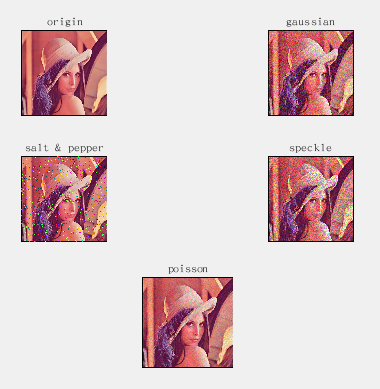 origin
gaussian
salt & pepper
speckle
poisson